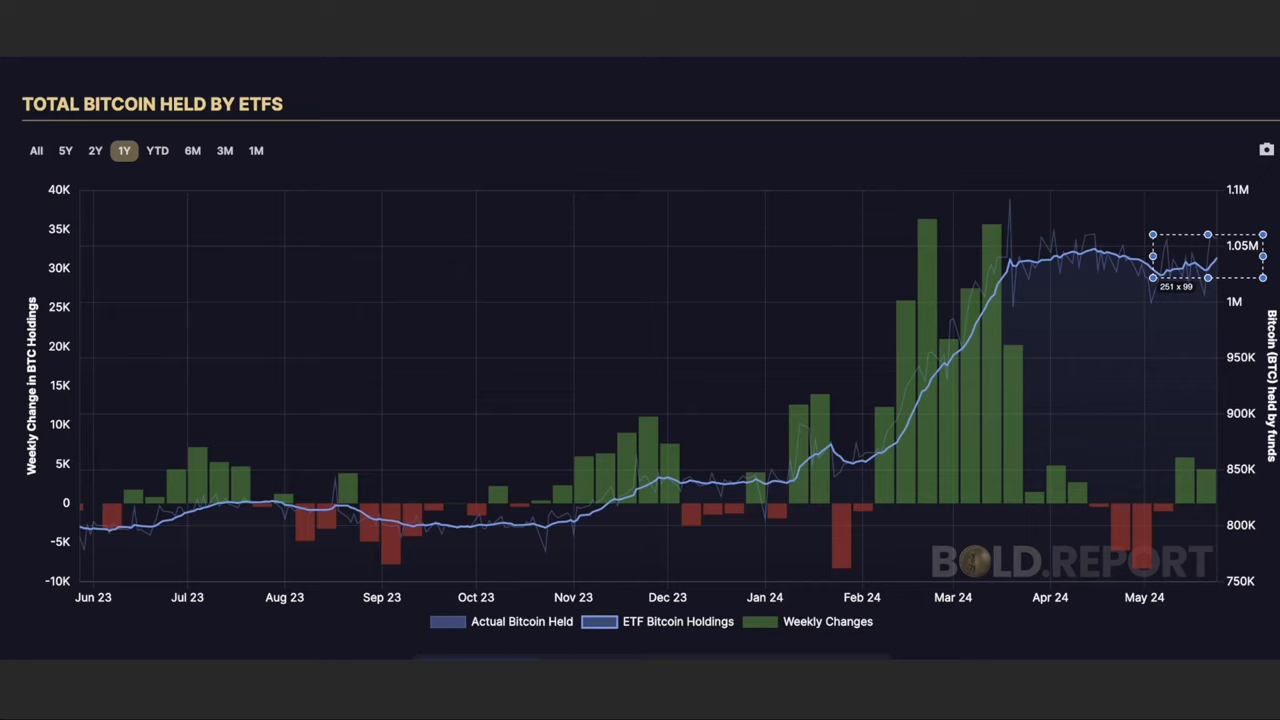 TOTAL BITCOIN HELD BY ETFS
All 5Y 2Y 1Y YTD 6M 3M 1M
40K
35K
30K
25K
20K
15K
10K
5K
0
-5K
-10K
Weekly Change in BTC Holdings
1.1M
1.05M
1M
950K
900K
850K
800K
750K
Bitcoin (BTC) held by funds
251 x 99
BOLD.REPORT
Jun 23 Jul 23 Aug 23 Sep 23 Oct 23 Nov 23 Dec 23 Jan 24 Feb 24 Mar 24 Apr 24 May 24
Actual Bitcoin Held ETF Bitcoin Holdings Weekly Changes